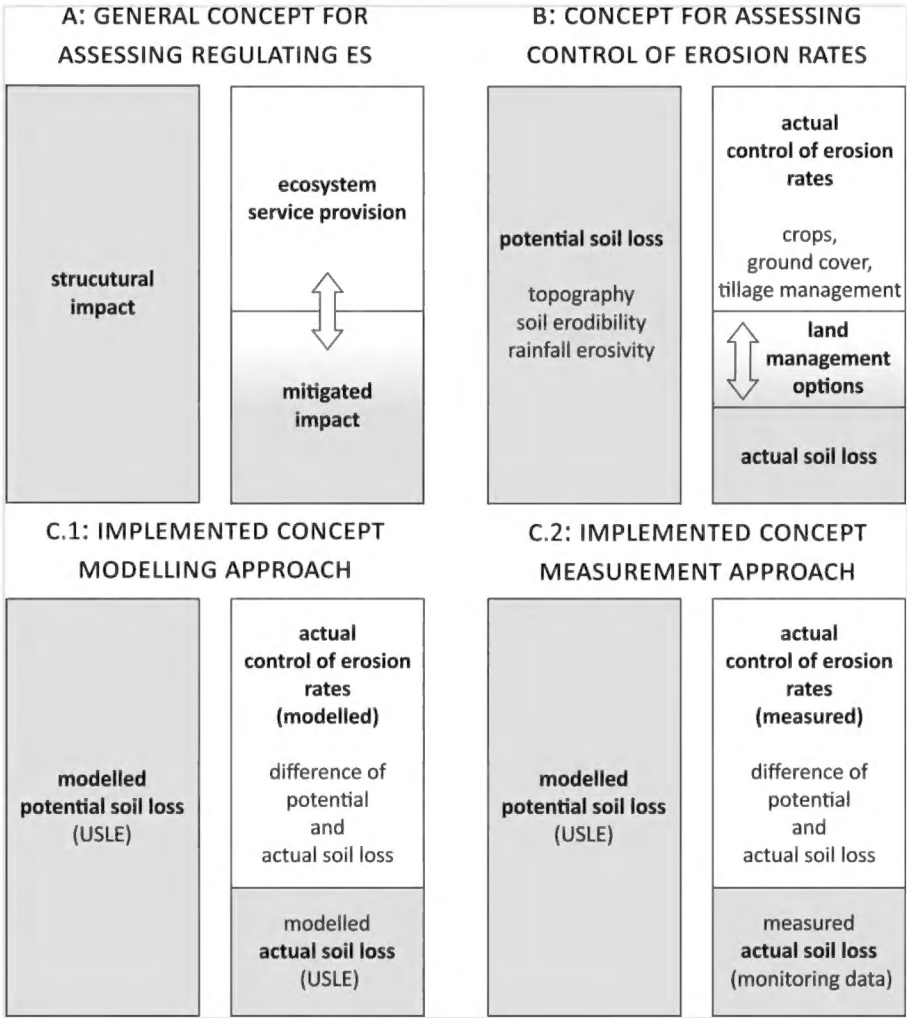 A: GENERAL CONCEPT FOR
ASSESSING REGULATING ES
strucutural
impact
ecosystem
service provision
mitigated
impact
B: CONCEPT FOR ASSESSING
CONTROL OF EROSION RATES
potential soil loss
topography
soil erodibility
rainfall erosivity
actual
control of erosion
rates
crops,
ground cover,
tillage management
land
management
options
actual soil loss
C.1: IMPLEMENTED CONCEPT
MODELLING APPROACH
modelled
potential soil loss
(USLE)
actual
control of erosion
rates
(modelled)
difference of
potential
and
actual soil loss
modelled
actual soil loss
(USLE)
C.2: IMPLEMENTED CONCEPT
MEASUREMENT APPROACH
modelled
potential soil loss
(USLE)
actual
control of erosion
rates
(measured)
difference of
potential
and
actual soil loss
measured
actual soil loss
(monitoring data)